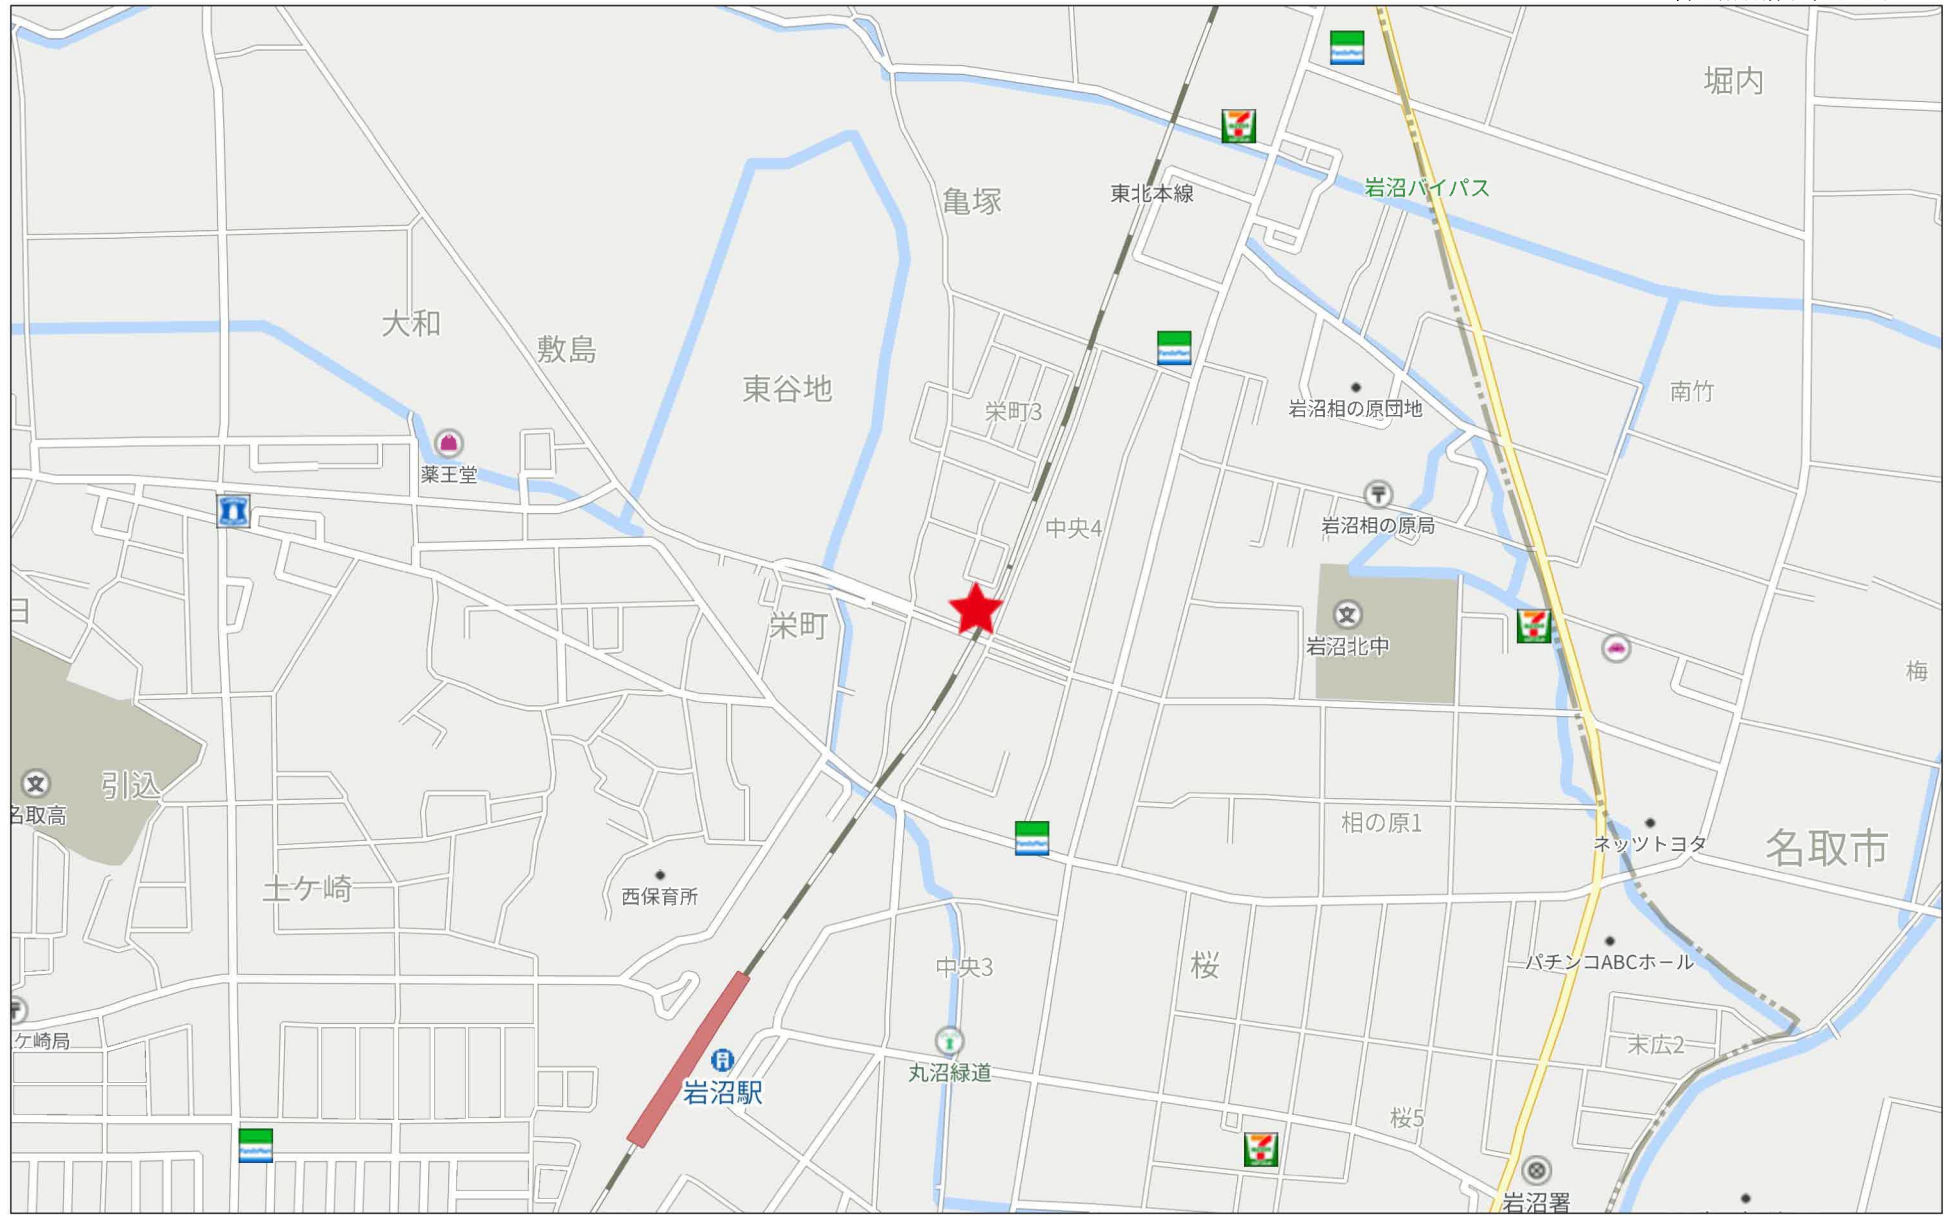 堀内
岩沼バイパス
東北本線
亀塚
大和
敷島
東谷地
南竹
栄町3
岩沼相の原団地
薬王堂
岩沼相の原局
中央4
日
栄町
岩沼北中
梅
引込
名取高
相の原1
ネッツトヨタ
名取市
土ケ崎
西保育所
中央3
桜
パチンコABCホール
ケ崎局
末広2
丸沼緑道
岩沼駅
桜5
岩沼署